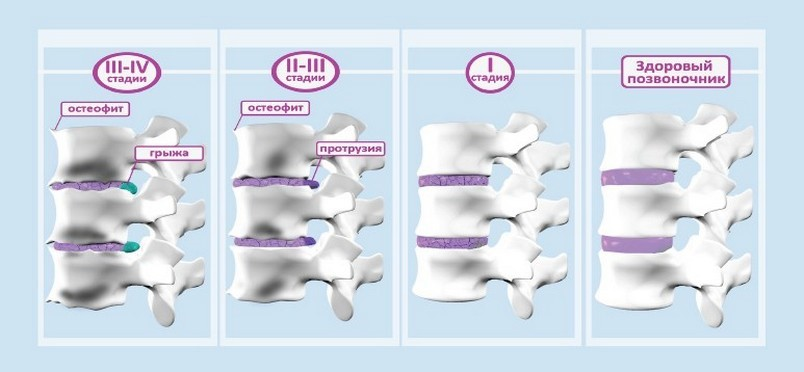 III-IV
стадии
остеофит
грыжа
II-III
стадии
остеофит
протрузия
I
стадия
Здоровый
позвоночник